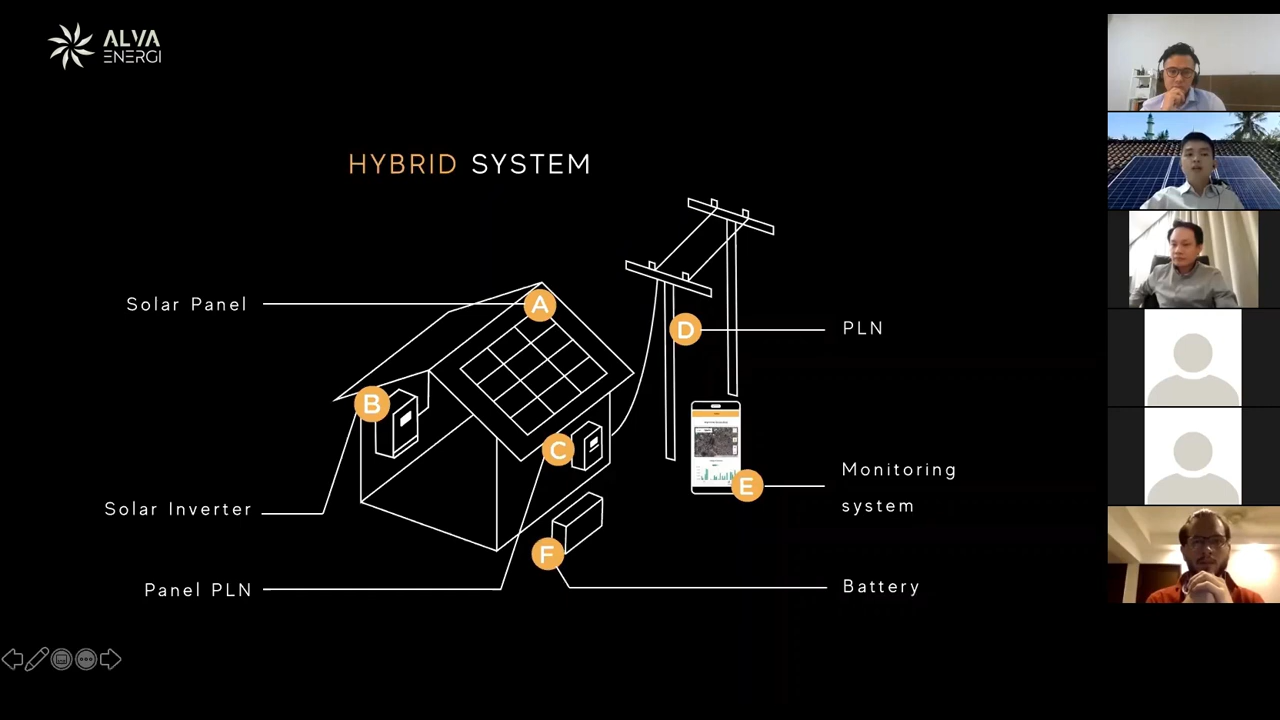 ALVA
ENERGI
HYBRID SYSTEM
Solar Panel
A
B
C
D
PLN
E
Monitoring
system
Solar Inverter
F
Panel PLN
Battery